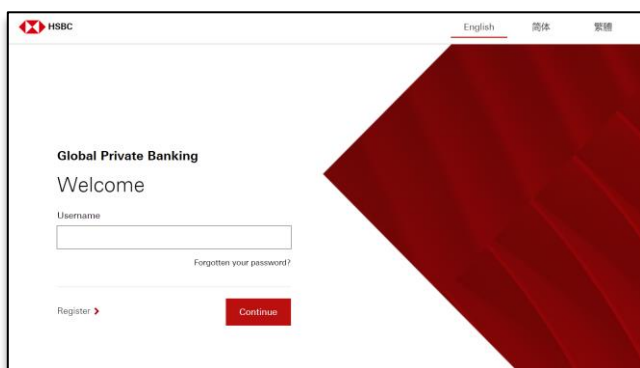 HSBC
English 简体 繁體
Global Private Banking
Welcome
Username
Forgotten your password?
Register
Continue